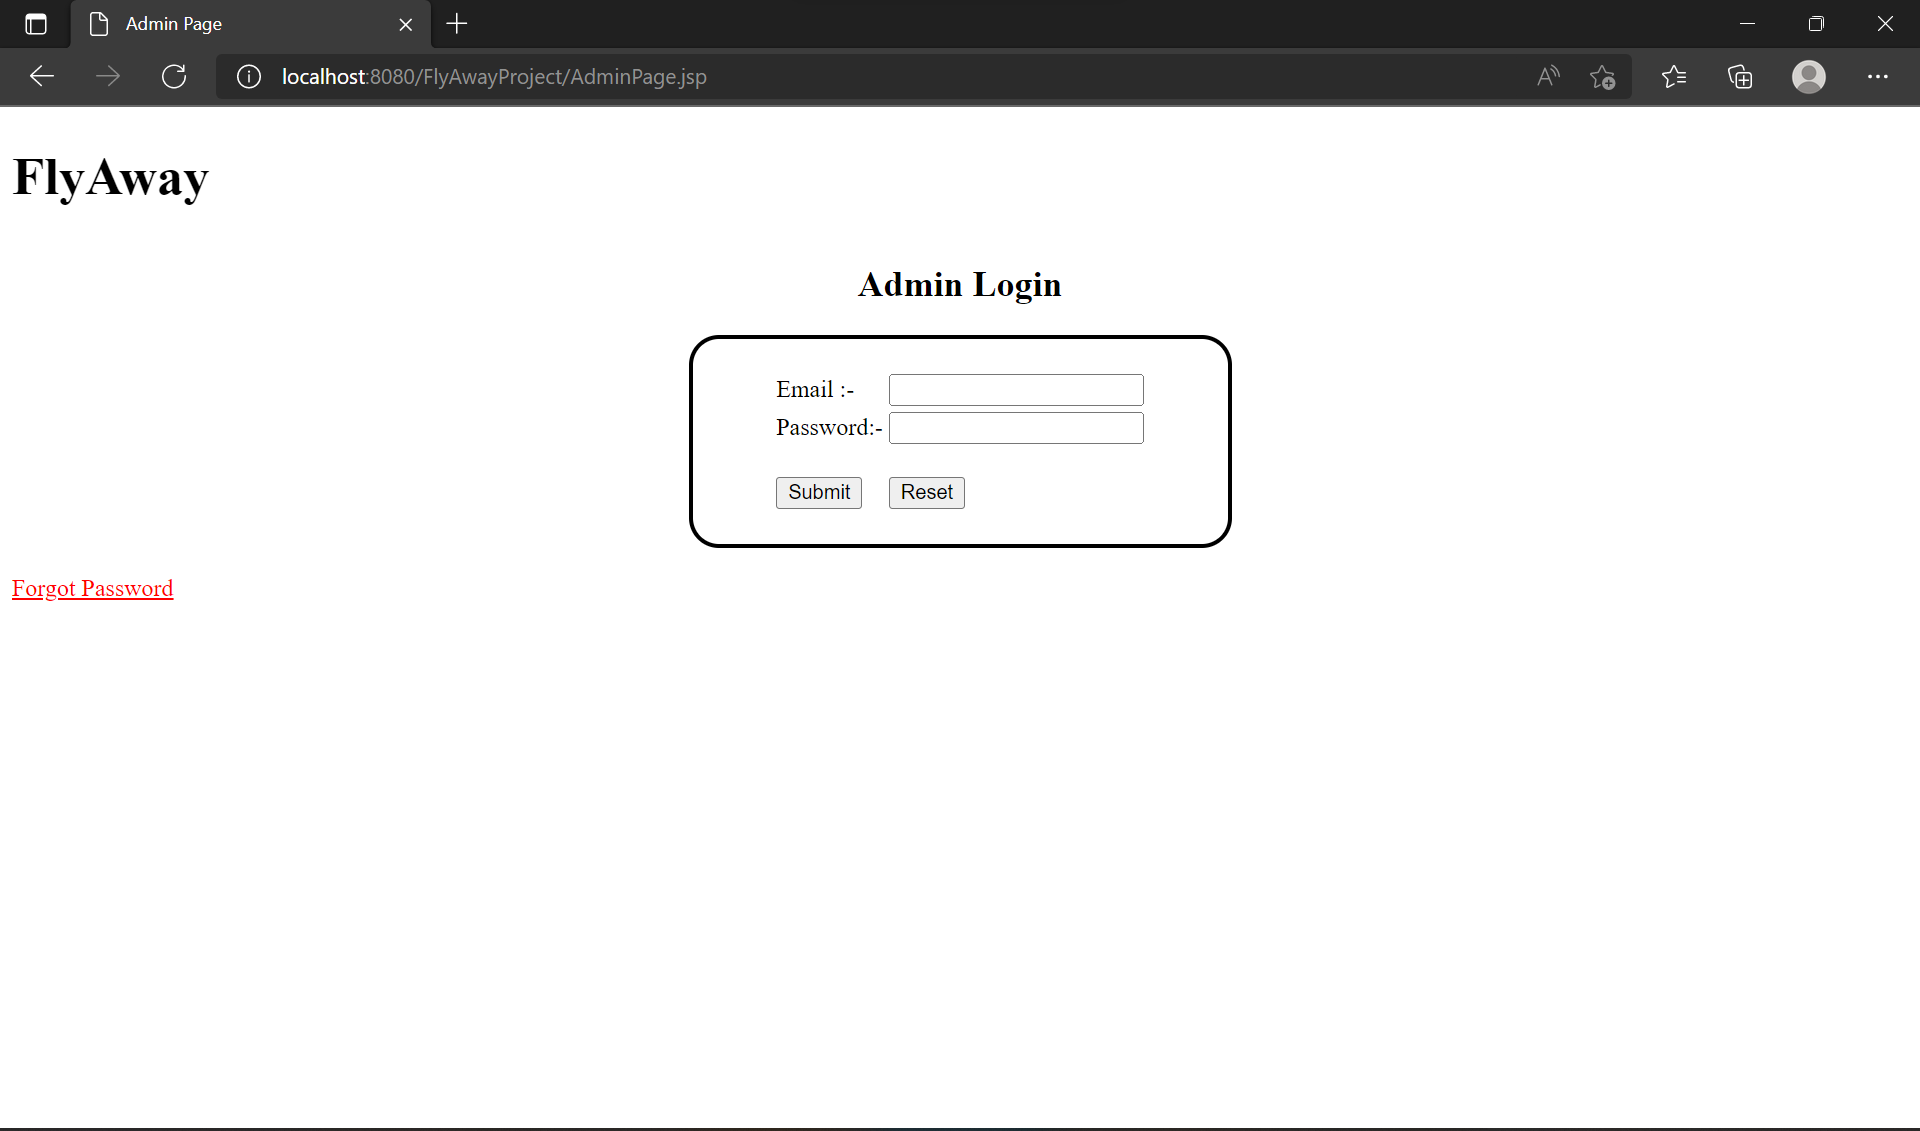 Admin Page
localhost:8080/FlyAwayProject/AdminPage.jsp
FlyAway
Admin Login
Email :-
Password:-
Submit Reset
Forgot Password